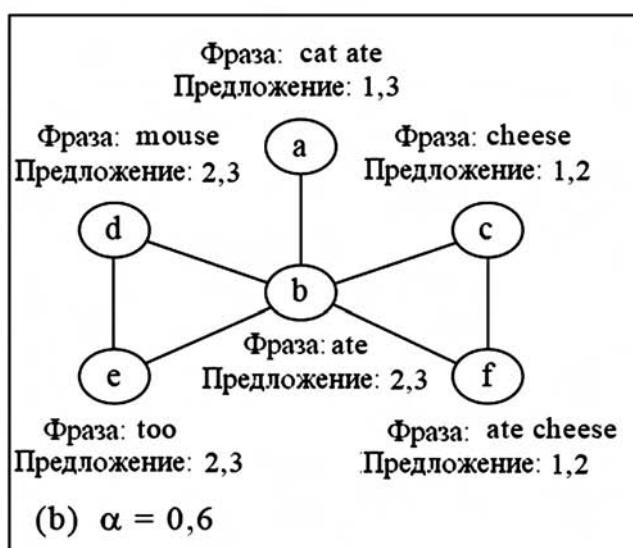 Фраза: cat ate
Предложение: 1,3
a
Фраза: mouse
Предложение: 2,3
Фраза: cheese
Предложение: 1,2
d
c
b
Фраза: ate
Предложение: 2,3
e
f
Фраза: too
Предложение: 2,3
Фраза: ate cheese
Предложение: 1,2
(b) α = 0,6